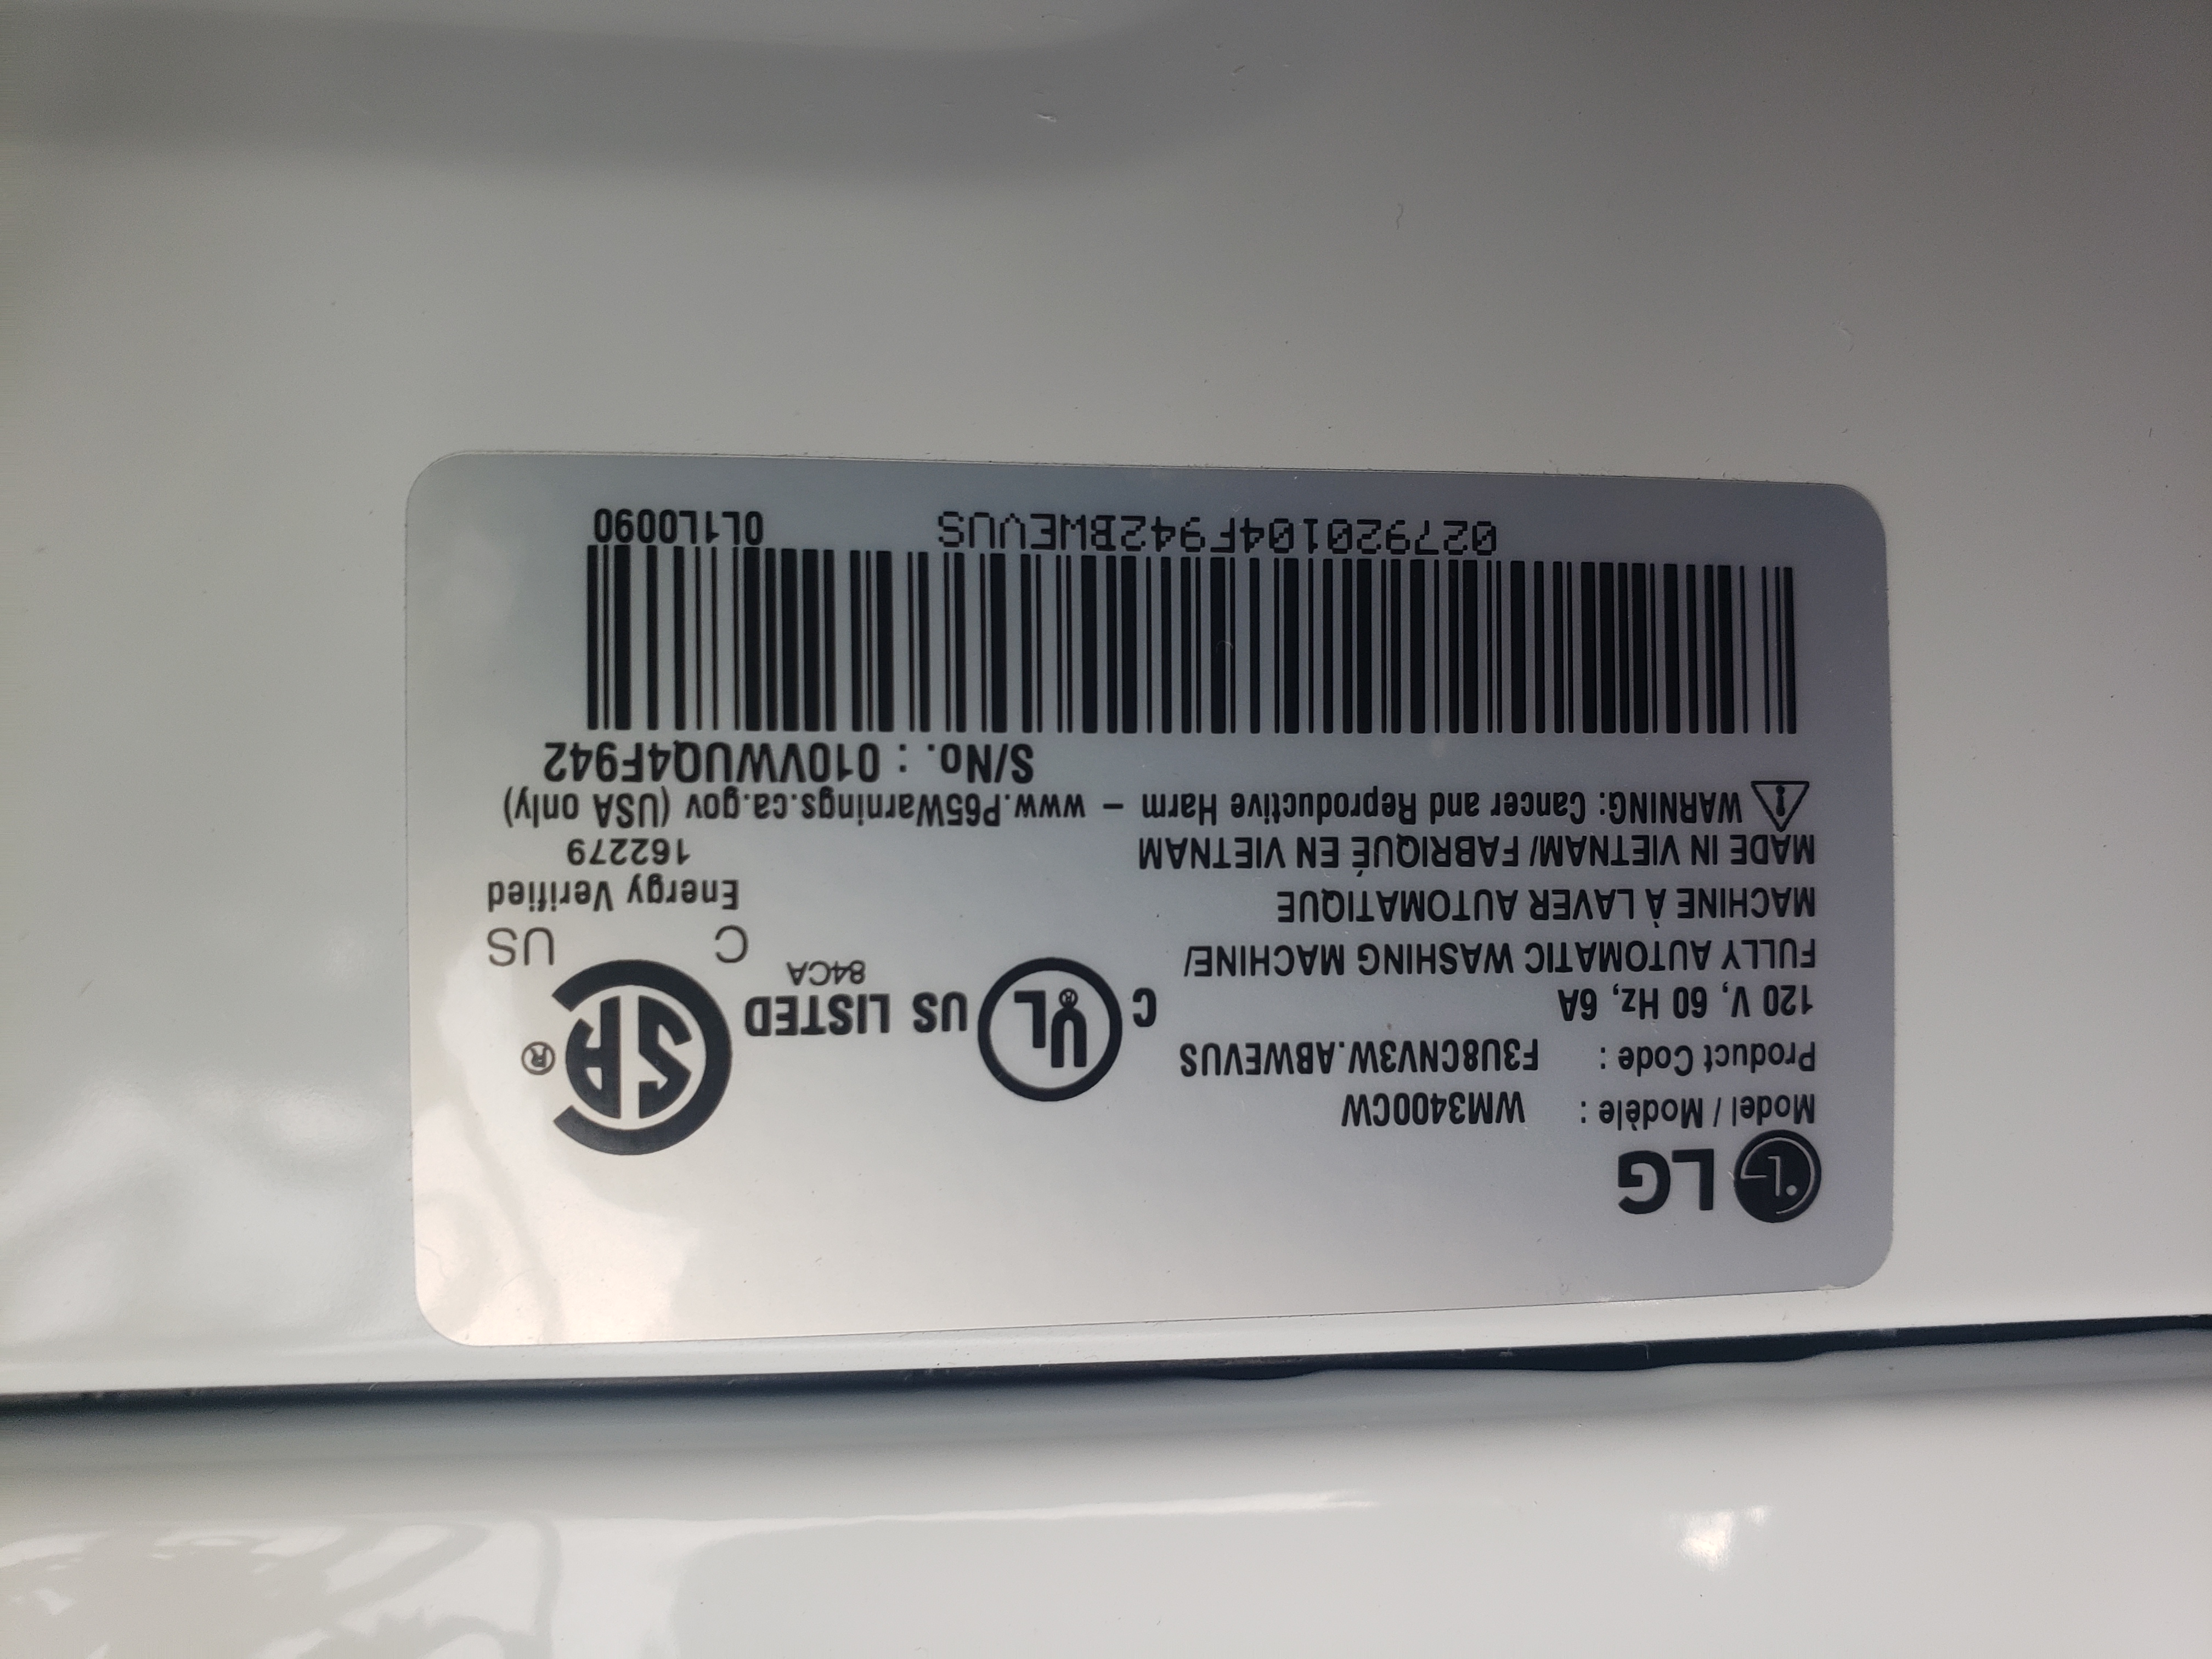 LG
Model / Modèle : WM3400CW
Product Code : F3U8CNV3W.ABWEVUS
120 V, 60 Hz, 6A
FULLY AUTOMATIC WASHING MACHINE/
MACHINE À LAVER AUTOMATIQUE
MADE IN VIETNAM/ FABRIQUÉ EN VIETNAM
C UL ® US LISTED
84CA
SA ®
C US
Energy Verified
162279
WARNING: Cancer and Reproductive Harm – www.P65Warnings.ca.gov (USA only)
S/No. : 010VWUQ4F942
027920104F942BWEVUS 0L1L0090